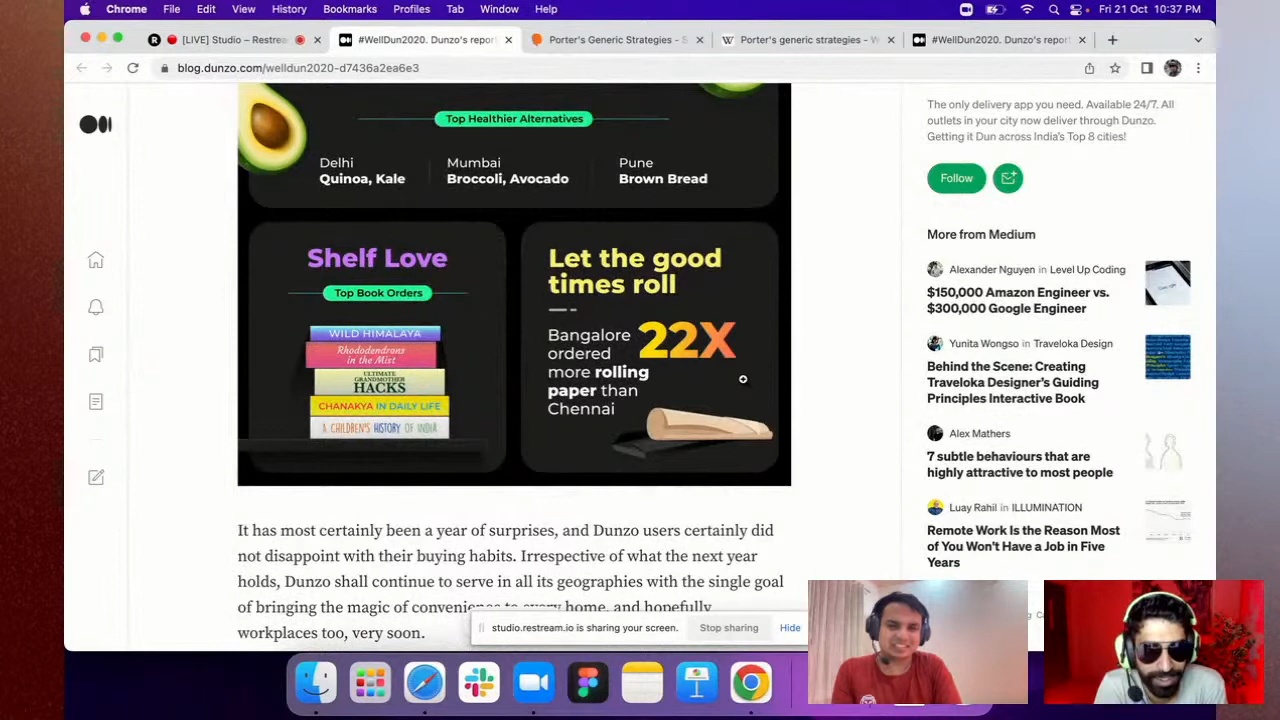 Chrome File Edit View History Bookmarks Profiles Tab Window Help
Fri 21 Oct 10:37 PM
[LIVE] Studio – Restream
#WellDun2020. Dunzo's report
Porter's Generic Strategies - S
Porter's generic strategies - W
#WellDun2020. Dunzo's report
blog.dunzo.com/welldun2020-d7436a2ea6e3
Top Healthier Alternatives
Delhi
Quinoa, Kale
Mumbai
Broccoli, Avocado
Pune
Brown Bread
Shelf Love
Top Book Orders
WILD HIMALAYA
Rhododendrons
in the Mist
ULTIMATE
GRANDMOTHER
HACKS
CHANAKYA IN DAILY LIFE
A CHILDREN'S HISTORY OF INDIA
Let the good
times roll
Bangalore
ordered
22X
more rolling
paper than
Chennai
It has most certainly been a year of surprises, and Dunzo users certainly did
not disappoint with their buying habits. Irrespective of what the next year
holds, Dunzo shall continue to serve in all its geographies with the single goal
of bringing the magic of convenience to every home, and hopefully
workplaces too, very soon.
studio.restream.io is sharing your screen.
Stop sharing
Hide
The only delivery app you need. Available 24/7. All
outlets in your city now deliver through Dunzo.
Getting it Dun across India's Top 8 cities!
Follow
More from Medium
Alexander Nguyen in Level Up Coding
$150,000 Amazon Engineer vs.
$300,000 Google Engineer
Yunita Wongso in Traveloka Design
Behind the Scene: Creating
Traveloka Designer's Guiding
Principles Interactive Book
Alex Mathers
7 subtle behaviours that are
highly attractive to most people
Luay Rahil in ILLUMINATION
Remote Work Is the Reason Most
of You Won't Have a Job in Five
Years